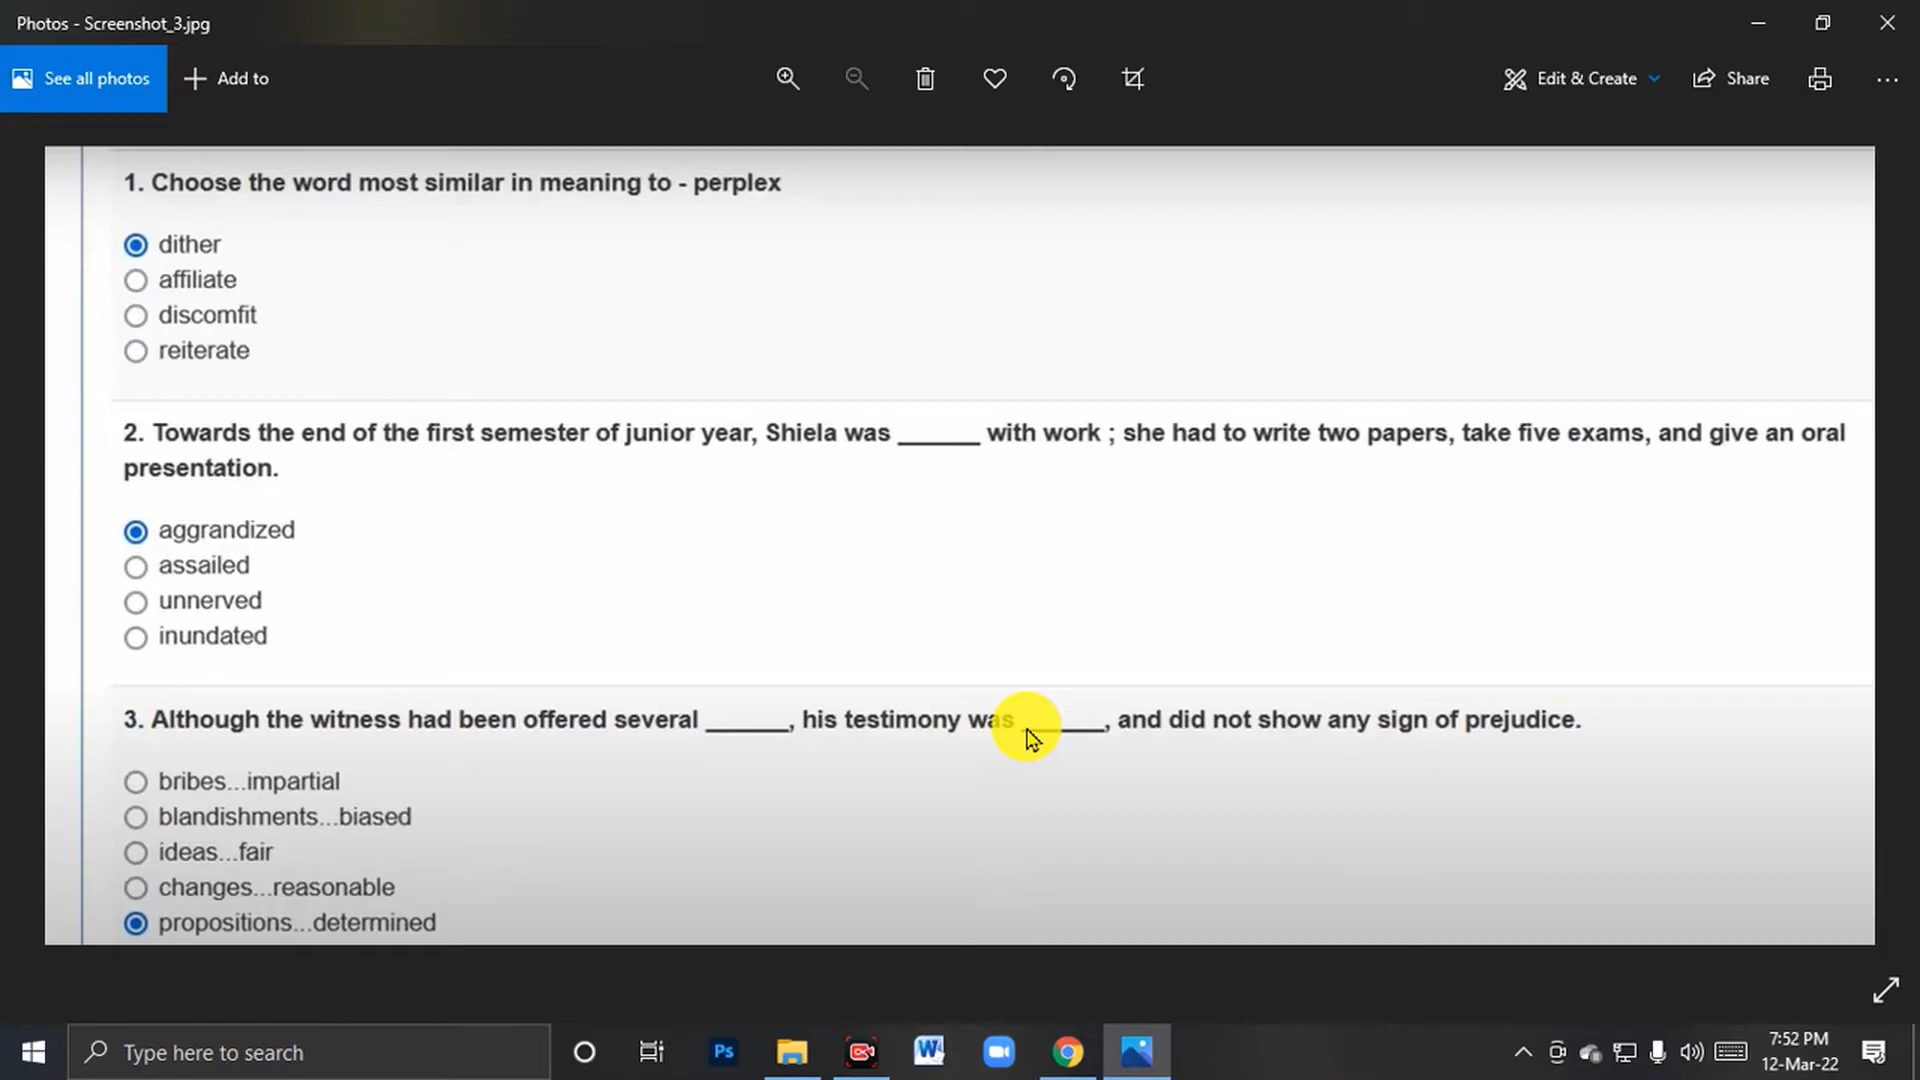 Photos - Screenshot_3.jpg
See all photos
Add to
Edit & Create
Share
1. Choose the word most similar in meaning to - perplex
dither
affiliate
discomfit
reiterate
2. Towards the end of the first semester of junior year, Shiela was ______ with work ; she had to write two papers, take five exams, and give an oral
presentation.
aggrandized
assailed
unnerved
inundated
3. Although the witness had been offered several ______, his testimony was ______, and did not show any sign of prejudice.
bribes...impartial
blandishments...biased
ideas...fair
changes...reasonable
propositions...determined
Type here to search
Ps
W
7:52 PM
12-Mar-22